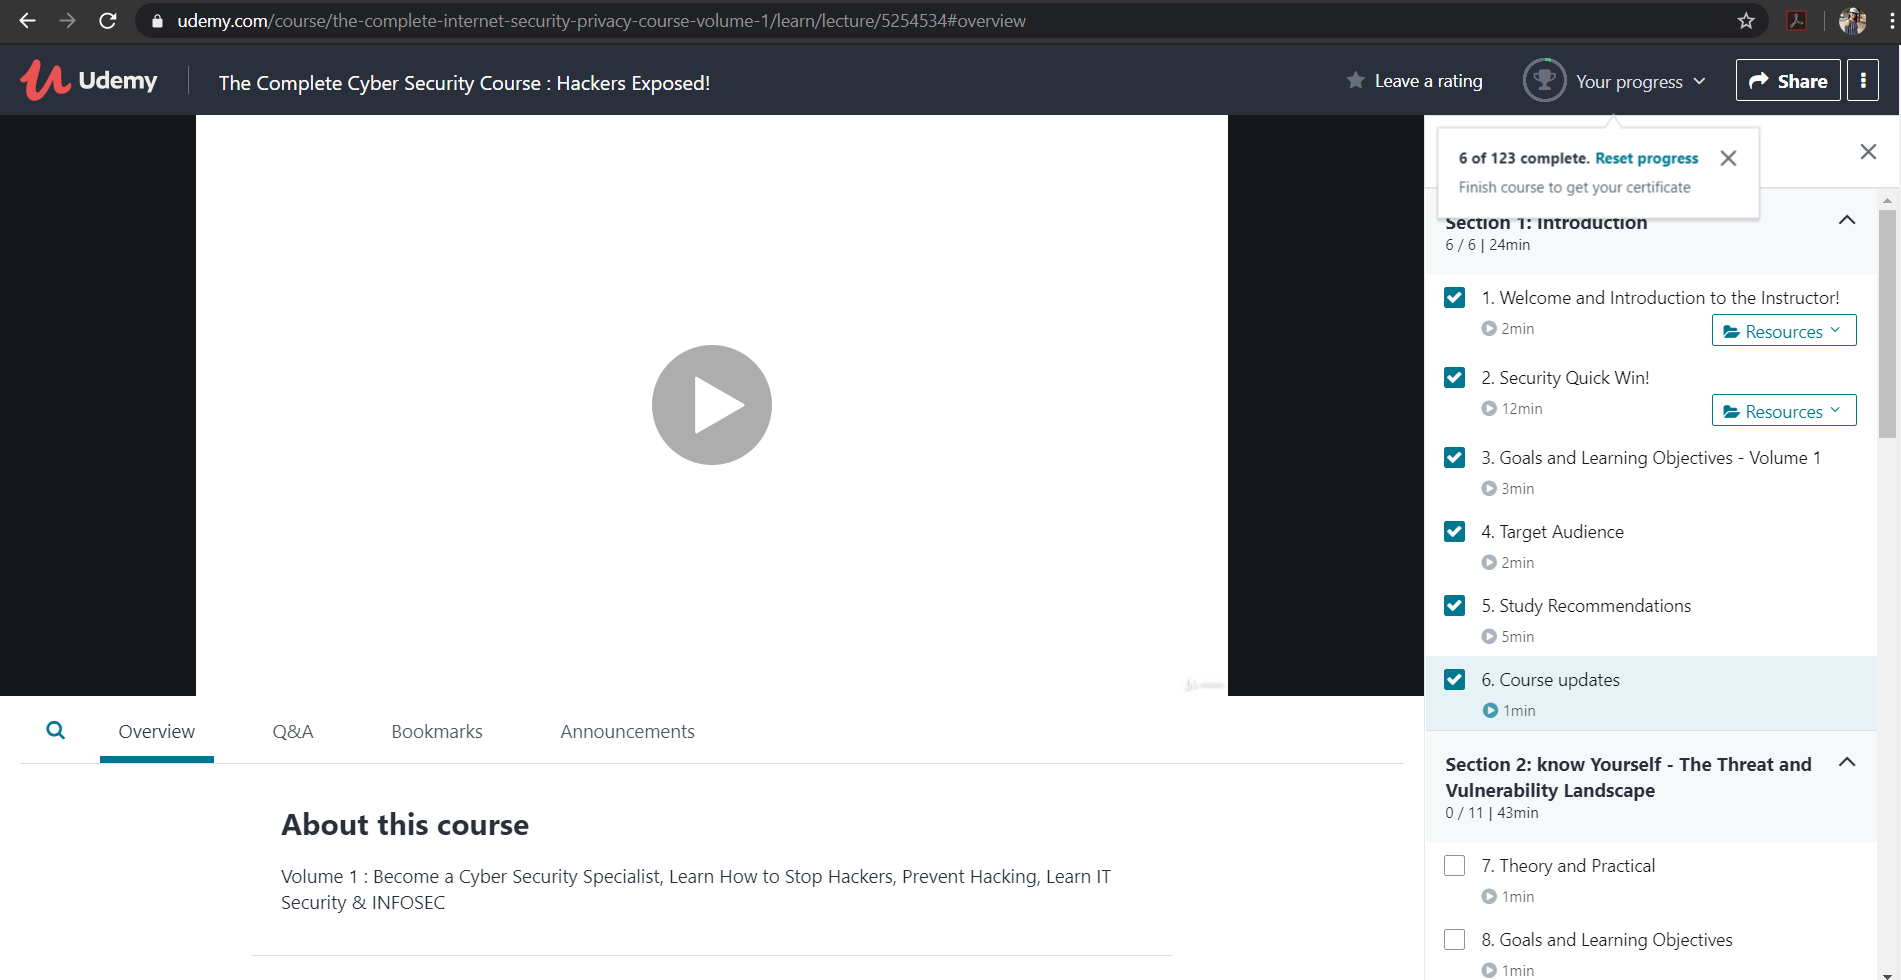 udemy.com/course/the-complete-internet-security-privacy-course-volume-1/learn/lecture/5254534#overview
Udemy
The Complete Cyber Security Course : Hackers Exposed!
Leave a rating
Your progress
Share
6 of 123 complete. Reset progress
Finish course to get your certificate
Section 1: Introduction
6 / 6 | 24min
1. Welcome and Introduction to the Instructor!
2min
Resources
2. Security Quick Win!
12min
Resources
3. Goals and Learning Objectives - Volume 1
3min
4. Target Audience
2min
5. Study Recommendations
5min
6. Course updates
1min
Section 2: know Yourself - The Threat and
Vulnerability Landscape
0 / 11 | 43min
7. Theory and Practical
1min
8. Goals and Learning Objectives
1min
Overview
Q&A
Bookmarks
Announcements
About this course
Volume 1 : Become a Cyber Security Specialist, Learn How to Stop Hackers, Prevent Hacking, Learn IT
Security & INFOSEC